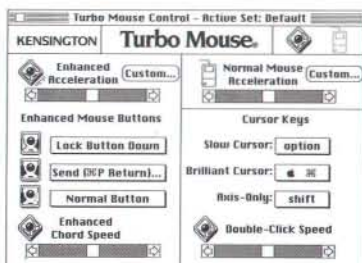 Turbo Mouse Control – Active Set: Default
KENSINGTON Turbo Mouse®
Enhanced
Acceleration Custom...
Enhanced Mouse Buttons
Lock Button Down
Send (⌘P Return)...
Normal Button
Enhanced
Chord Speed
Normal Mouse
Acceleration Custom...
Cursor Keys
Slow Cursor: option
Brilliant Cursor:  ⌘
Axis-Only: shift
Double-Click Speed